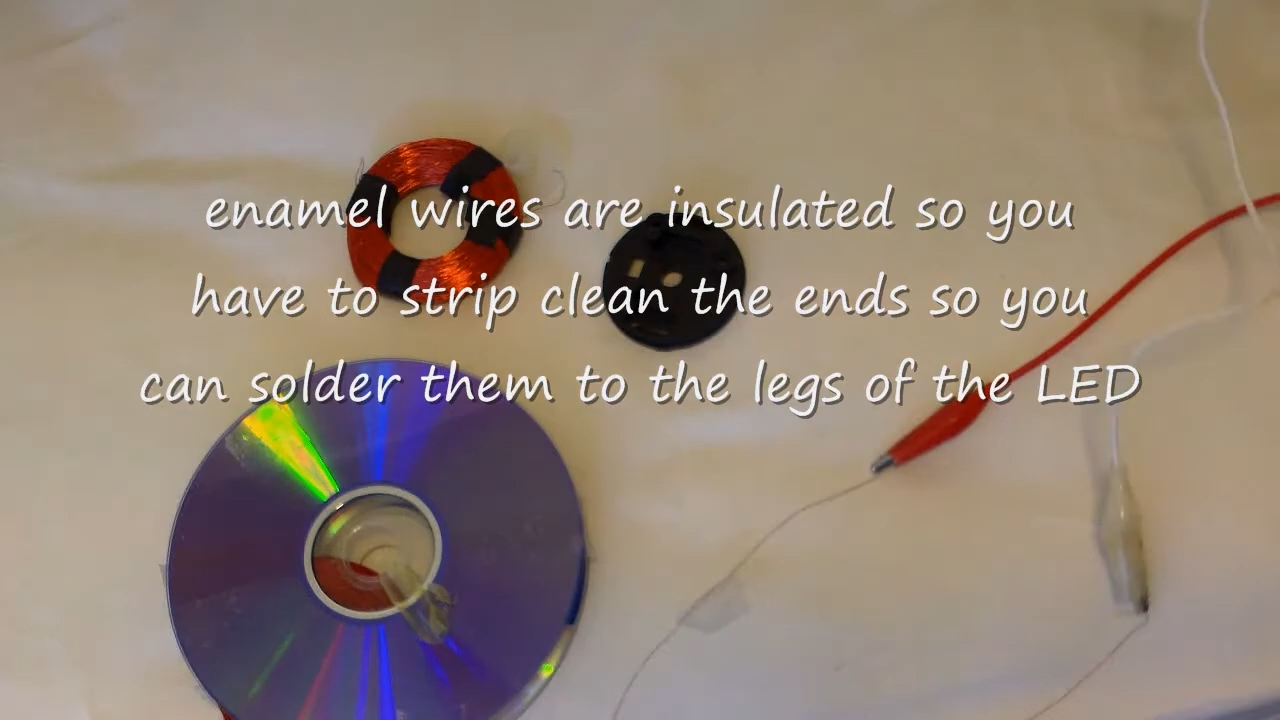 enamel wires are insulated so you
have to strip clean the ends so you
can solder them to the legs of the LED